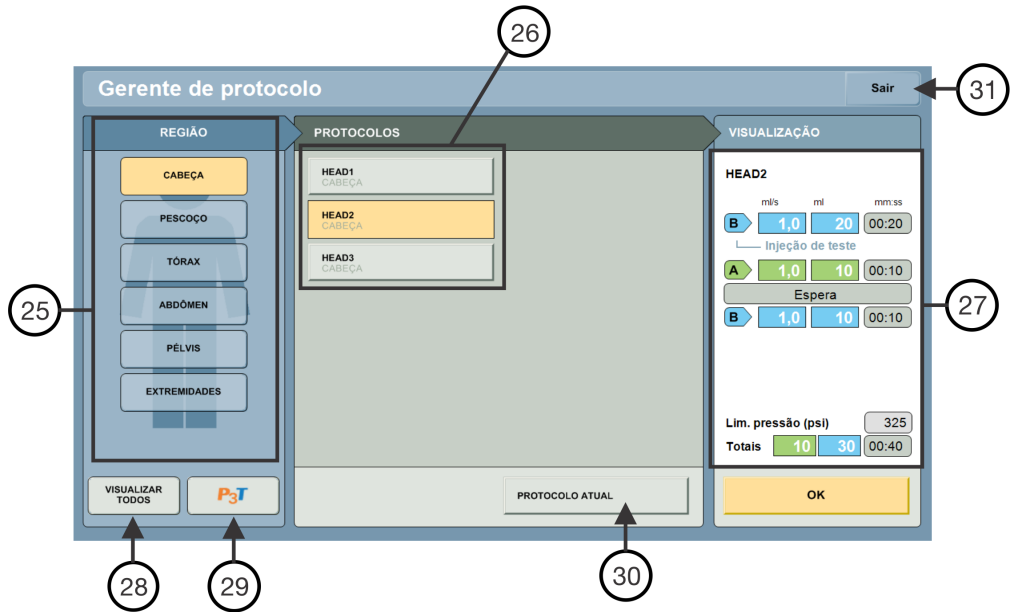 26
Gerente de protocolo
Sair
31
REGIÃO
PROTOCOLOS
VISUALIZAÇÃO
25
CABEÇA
PESCOÇO
TÓRAX
ABDÔMEN
PÉLVIS
EXTREMIDADES
HEAD1
CABEÇA
HEAD2
CABEÇA
HEAD3
CABEÇA
HEAD2
ml/s ml mm:ss
B 1,0 20 00:20
Injeção de teste
A 1,0 10 00:10
Espera
B 1,0 10 00:10
27
Lim. pressão (psi) 325
Totais 10 30 00:40
VISUALIZAR
TODOS
P3T
PROTOCOLO ATUAL
OK
28
29
30